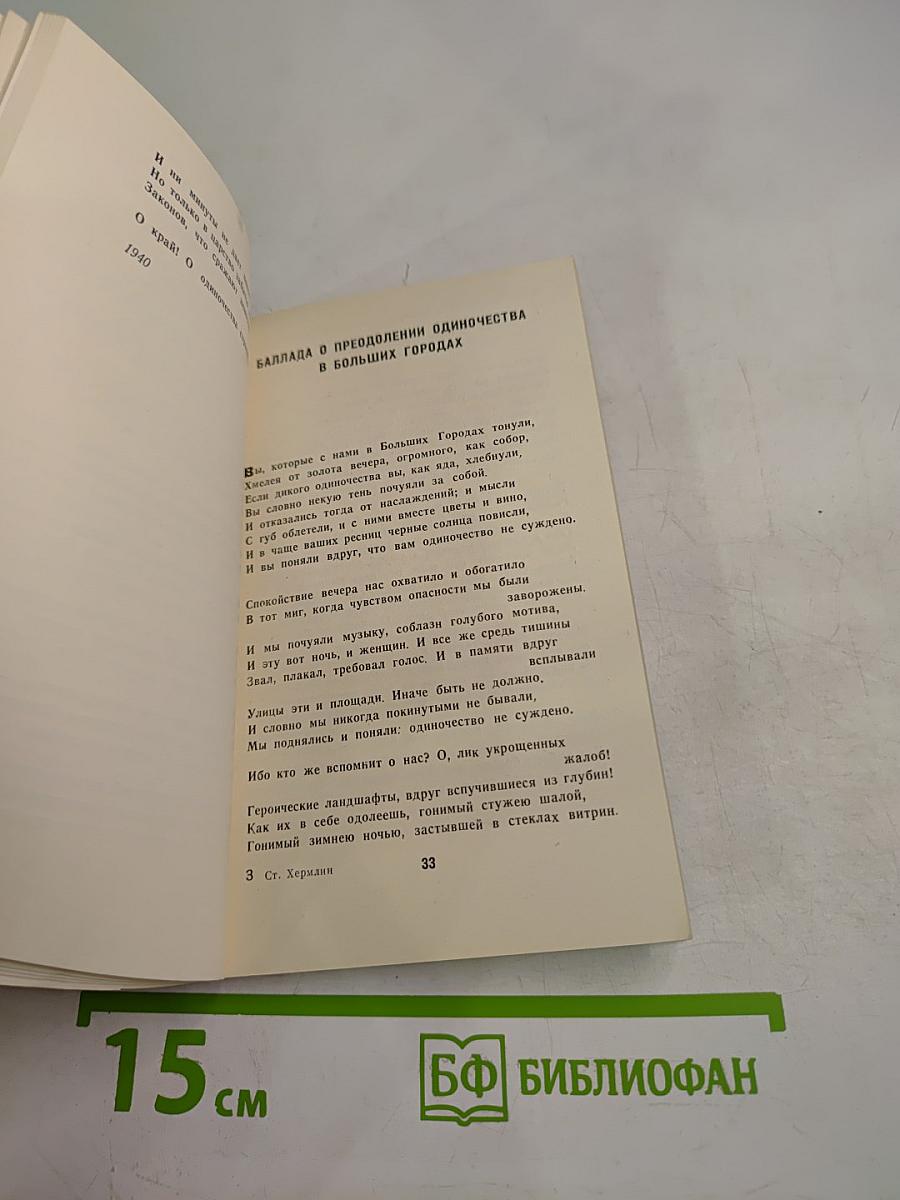 И ни минуты не даст
Но только в царство
Законов, что сражают
О край! О одиночества
1940
БАЛЛАДА О ПРЕОДОЛЕНИИ ОДИНОЧЕСТВА
В БОЛЬШИХ ГОРОДАХ
Вы, которые с нами в Больших Городах тонули,
Хмелея от золота вечера, огромного, как собор,
Если дикого одиночества вы, как яда, хлебнули,
Вы словно некую тень почуяли за собой.
И отказались тогда от наслаждений; и мысли
С губ облетели, и с ними вместе цветы и вино,
И в чаще ваших ресниц черные солнца повисли,
И вы поняли вдруг, что вам одиночество не суждено.
Спокойствие вечера нас охватило и обогатило
В тот миг, когда чувством опасности мы были
заворожены.
И мы почуяли музыку, соблазн голубого мотива,
И эту вот ночь, и женщин. И все же средь тишины
Звал, плакал, требовал голос. И в памяти вдруг
всплывали
Улицы эти и площади. Иначе быть не должно.
И словно мы никогда покинутыми не бывали,
Мы поднялись и поняли: одиночество не суждено.
Ибо кто же вспомнит о нас? О, лик укрощенных
жалоб!
Героические ландшафты, вдруг вспучившиеся из глубин!
Как их в себе одолеешь, гонимый стужею шалой,
Гонимый зимнею ночью, застывшей в стеклах витрин.
3 Ст. Хермлин
33
15 см
БФ БИБЛИОФАН